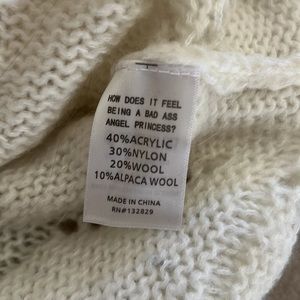 HOW DOES IT FEEL
BEING A BAD ASS
ANGEL PRINCESS?
40%ACRYLIC
30%NYLON
20%WOOL
10%ALPACA WOOL
MADE IN CHINA
RN#132829